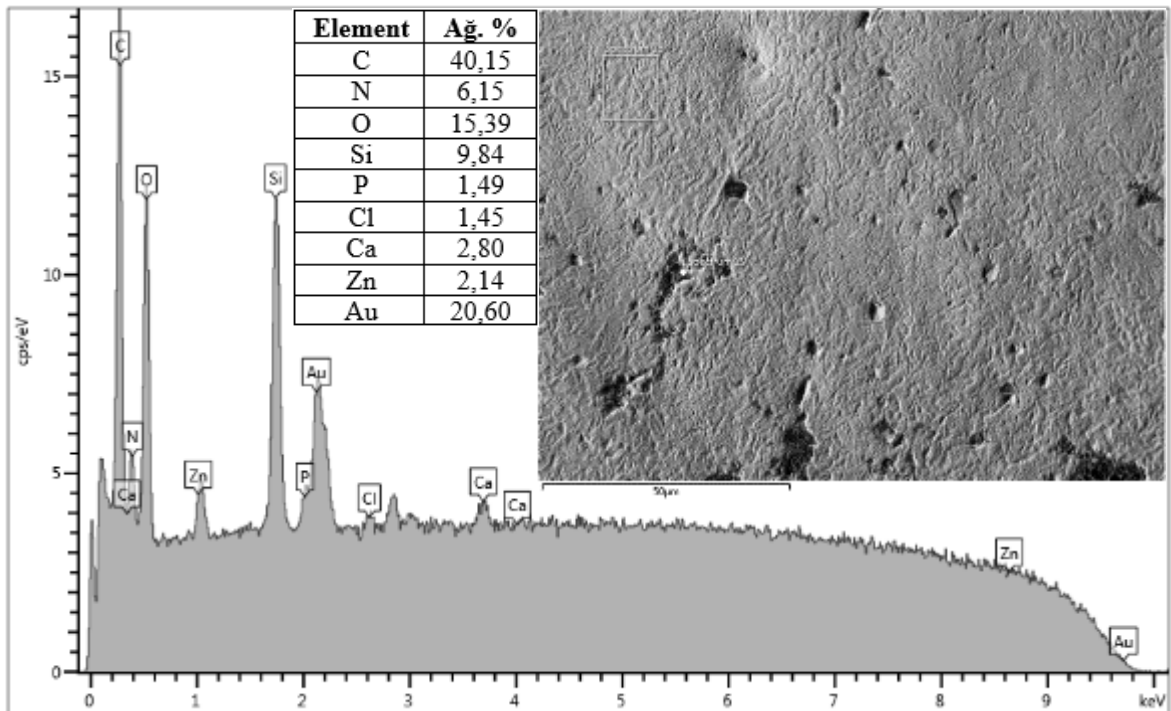 Element Ağ. %
C 40,15
N 6,15
O 15,39
Si 9,84
P 1,49
Cl 1,45
Ca 2,80
Zn 2,14
Au 20,60
C
O
Si
N
Ca
Zn
P
Au
Cl
Ca
Ca
Zn
Au
cps/eV
15
10
5
0
0 1 2 3 4 5 6 7 8 9 keV
50µm